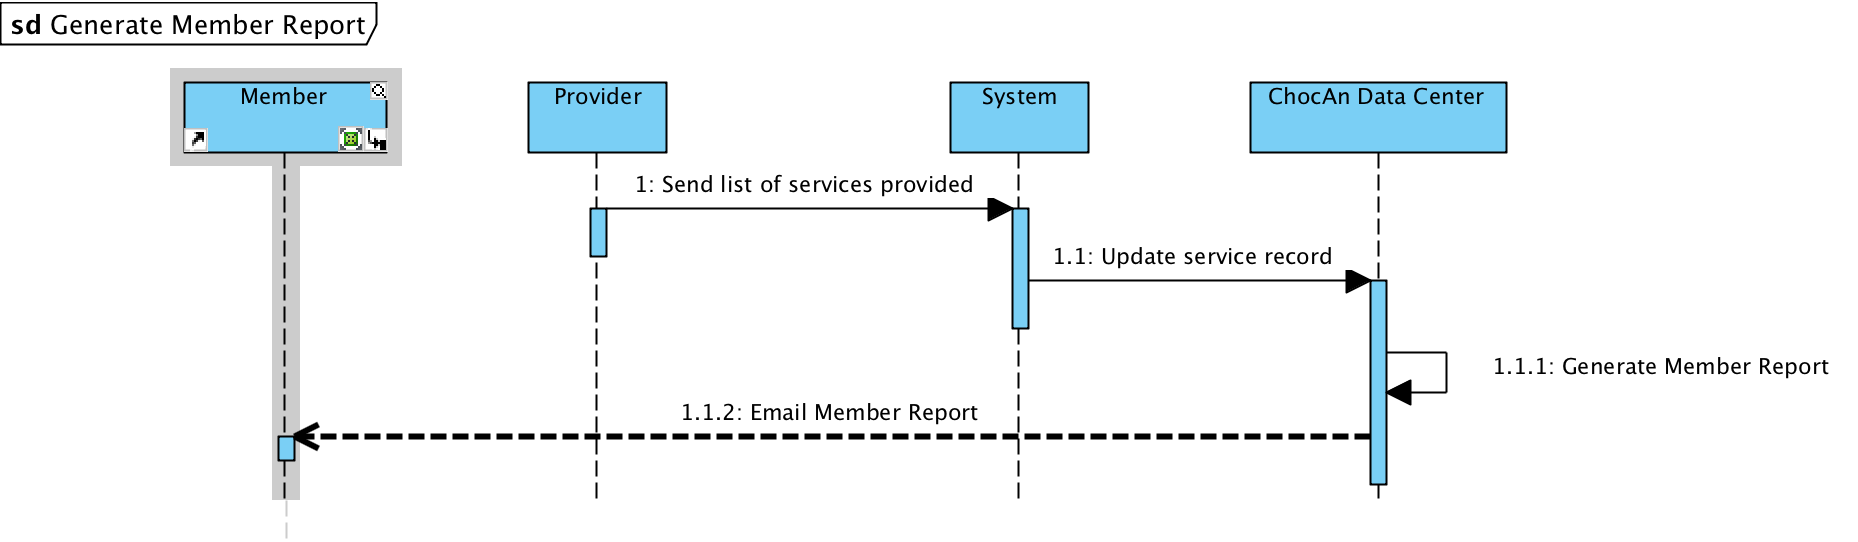 sd Generate Member Report
Member
Provider
System
ChocAn Data Center
1: Send list of services provided
1.1: Update service record
1.1.1: Generate Member Report
1.1.2: Email Member Report